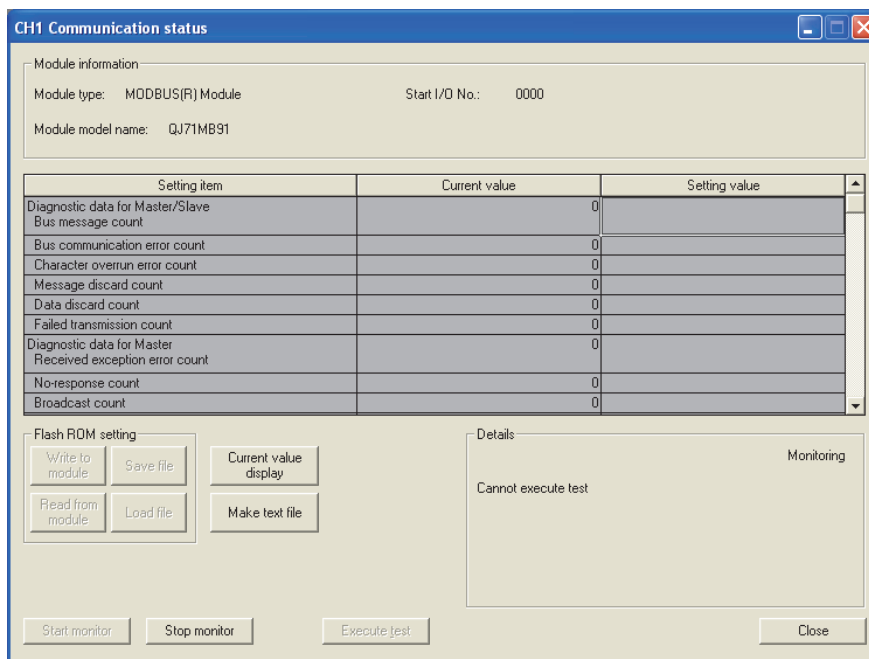 CH1 Communication status
Module information
Module type: MODBUS(R) Module Start I/O No.: 0000
Module model name: QJ71MB91
Setting item Current value Setting value
Diagnostic data for Master/Slave
Bus message count 0
Bus communication error count 0
Character overrun error count 0
Message discard count 0
Data discard count 0
Failed transmission count 0
Diagnostic data for Master
Received exception error count 0
No-response count 0
Broadcast count 0
Flash ROM setting
Write to
module
Save file
Current value
display
Read from
module
Load file
Make text file
Details
Monitoring
Cannot execute test
Start monitor Stop monitor Execute test Close